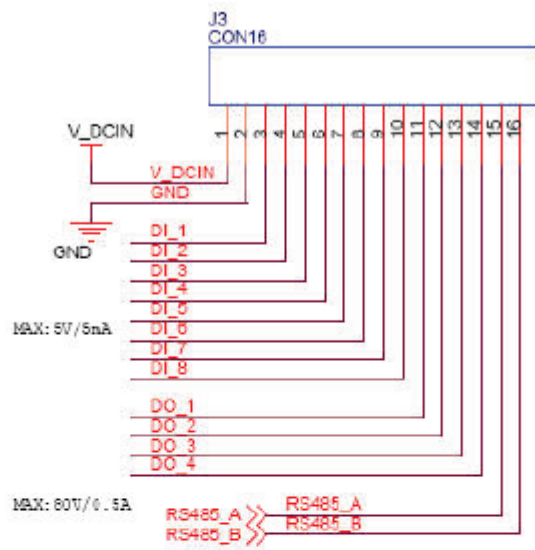 J3
CON16
1 2 3 4 5 6 7 8 9 10 11 12 13 14 15 16
V_DCIN
V_DCIN
GND
GND
DI_1
DI_2
DI_3
DI_4
DI_5
MAX:5V/5mA
DI_6
DI_7
DI_8
DO_1
DO_2
DO_3
DO_4
MAX:80V/0.5A
RS485_A RS485_A
RS485_B RS485_B